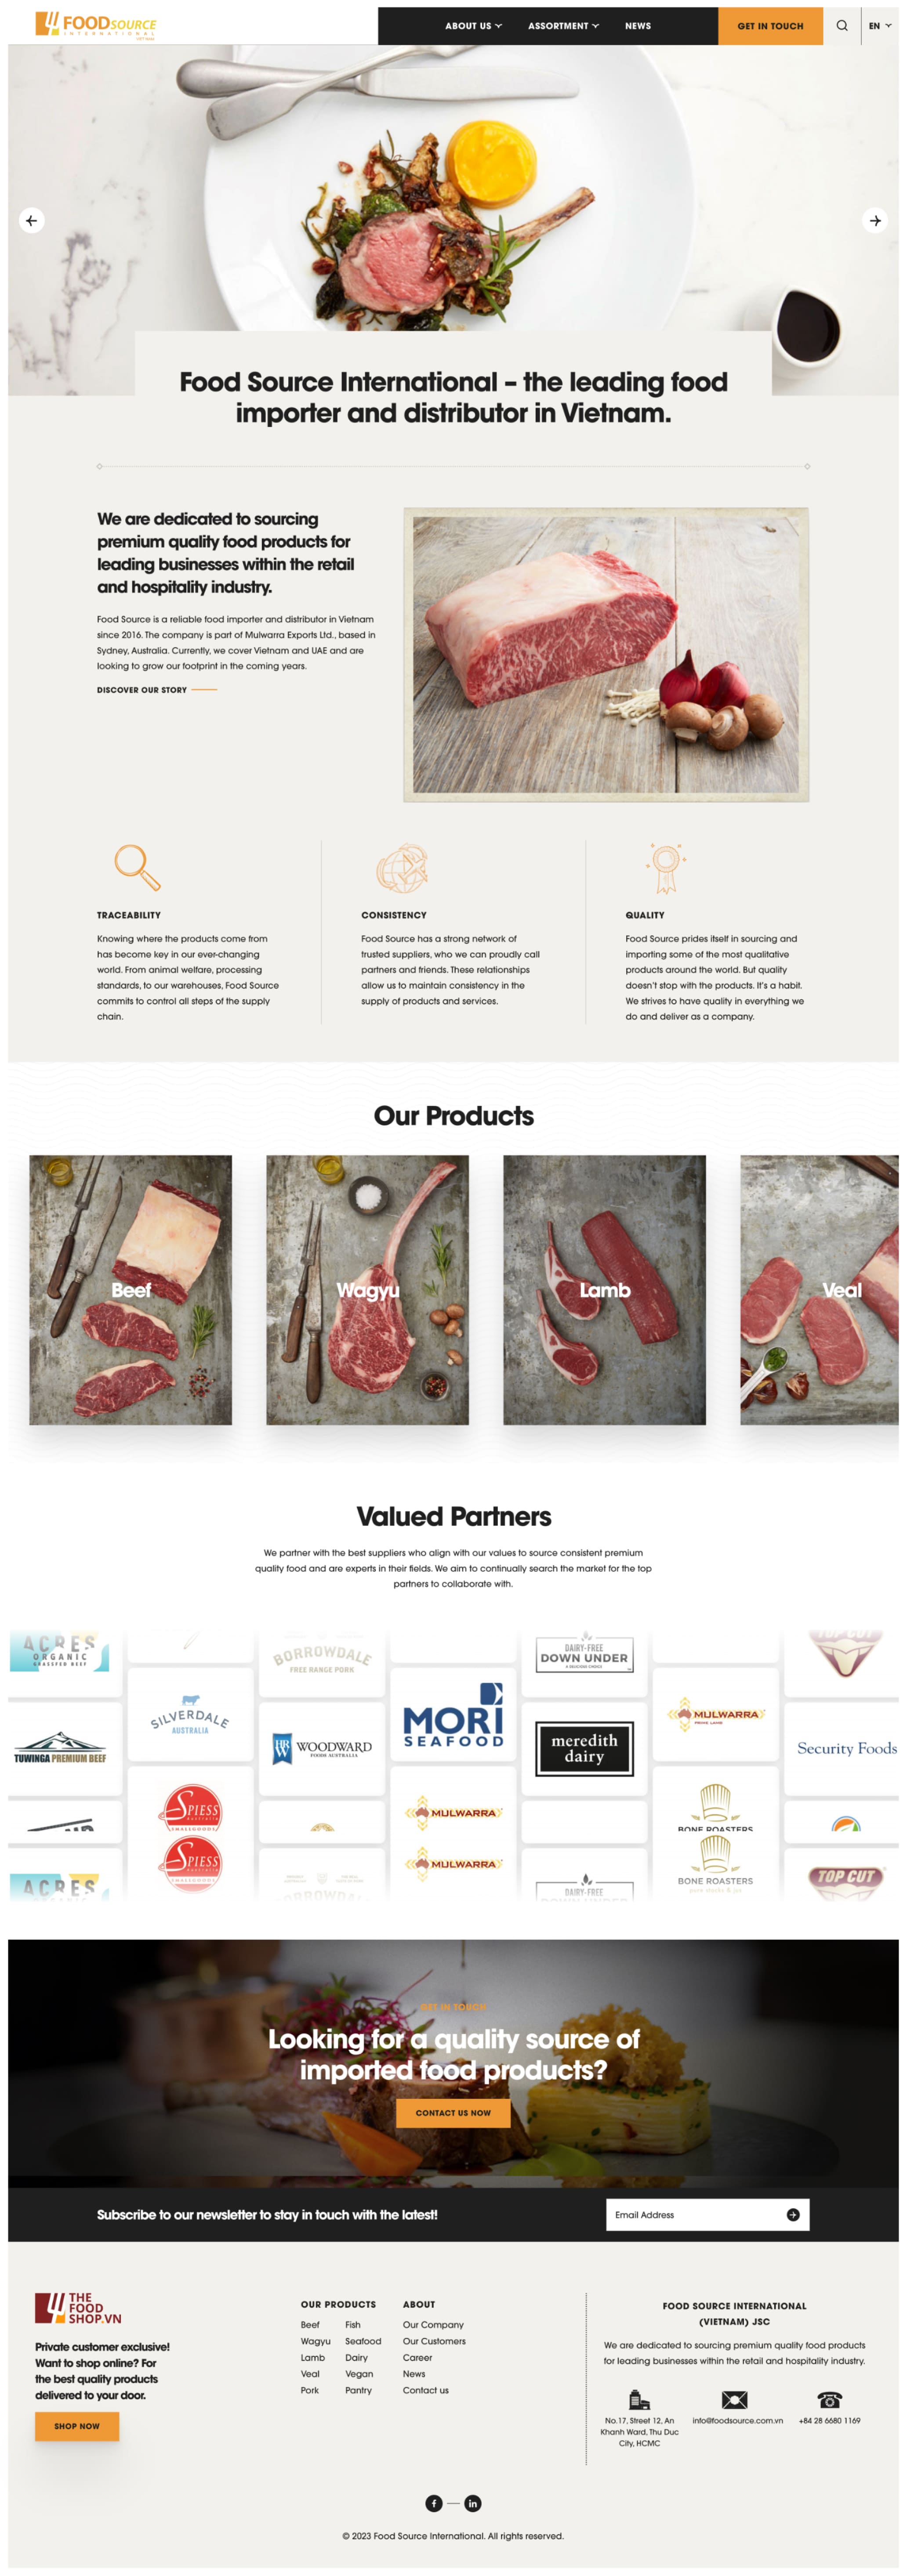 FOODSOURCE
INTERNATIONAL
ABOUT US
ASSORTMENT
NEWS
GET IN TOUCH
EN
Food Source International – the leading food
importer and distributor in Vietnam.
We are dedicated to sourcing
premium quality food products for
leading businesses within the retail
and hospitality industry.
Food Source is a reliable food importer and distributor in Vietnam
since 2016. The company is part of Mulwarra Exports Ltd., based in
Sydney, Australia. Currently, we cover Vietnam and UAE and are
looking to grow our footprint in the coming years.
DISCOVER OUR STORY
TRACEABILITY
Knowing where the products come from
has become key in our ever-changing
world. From animal welfare, processing
standards, to our warehouses, Food Source
commits to control all steps of the supply
chain.
CONSISTENCY
Food Source has a strong network of
trusted suppliers, who we can proudly call
partners and friends. These relationships
allow us to maintain consistency in the
supply of products and services.
QUALITY
Food Source prides itself in sourcing and
importing some of the most qualitative
products around the world. But quality
doesn't stop with the products. It's a habit.
We strives to have quality in everything we
do and deliver as a company.
Our Products
Beef
Wagyu
Lamb
Veal
Valued Partners
We partner with the best suppliers who align with our values to source consistent premium
quality food and are experts in their fields. We aim to continually search the market for the top
partners to collaborate with.
ACRES
ORGANIC
GRASSFED BEEF
BORROWDALE
FREE RANGE PORK
DAIRY-FREE
DOWN UNDER
A DELICIOUS CHOICE
TOP CUT
TUWINGA PREMIUM BEEF
SILVERDALE
AUSTRALIA
WOODWARD
FOODS AUSTRALIA
MORI
SEAFOOD
meredith
dairy
MULWARRA
PRIME LAMB
Security Foods
SPIESS
Australia
SMALLGOODS
MULWARRA
BONE ROASTERS
SPIESS
Australia
SMALLGOODS
MULWARRA
BONE ROASTERS
pure stocks & jus
TOP CUT
ACRES
BORROWDALE
DAIRY-FREE
DOWN UNDER
GET IN TOUCH
Looking for a quality source of
imported food products?
CONTACT US NOW
Subscribe to our newsletter to stay in touch with the latest!
Email Address
THE
FOOD
SHOP.VN
Private customer exclusive!
Want to shop online? For
the best quality products
delivered to your door.
SHOP NOW
OUR PRODUCTS
Beef
Wagyu
Lamb
Veal
Pork
Fish
Seafood
Dairy
Vegan
Pantry
ABOUT
Our Company
Our Customers
Career
News
Contact us
FOOD SOURCE INTERNATIONAL
(VIETNAM) JSC
We are dedicated to sourcing premium quality food products
for leading businesses within the retail and hospitality industry.
No.17, Street 12, An
Khanh Ward, Thu Duc
City, HCMC
info@foodsource.com.vn
+84 28 6680 1169
© 2023 Food Source International. All rights reserved.